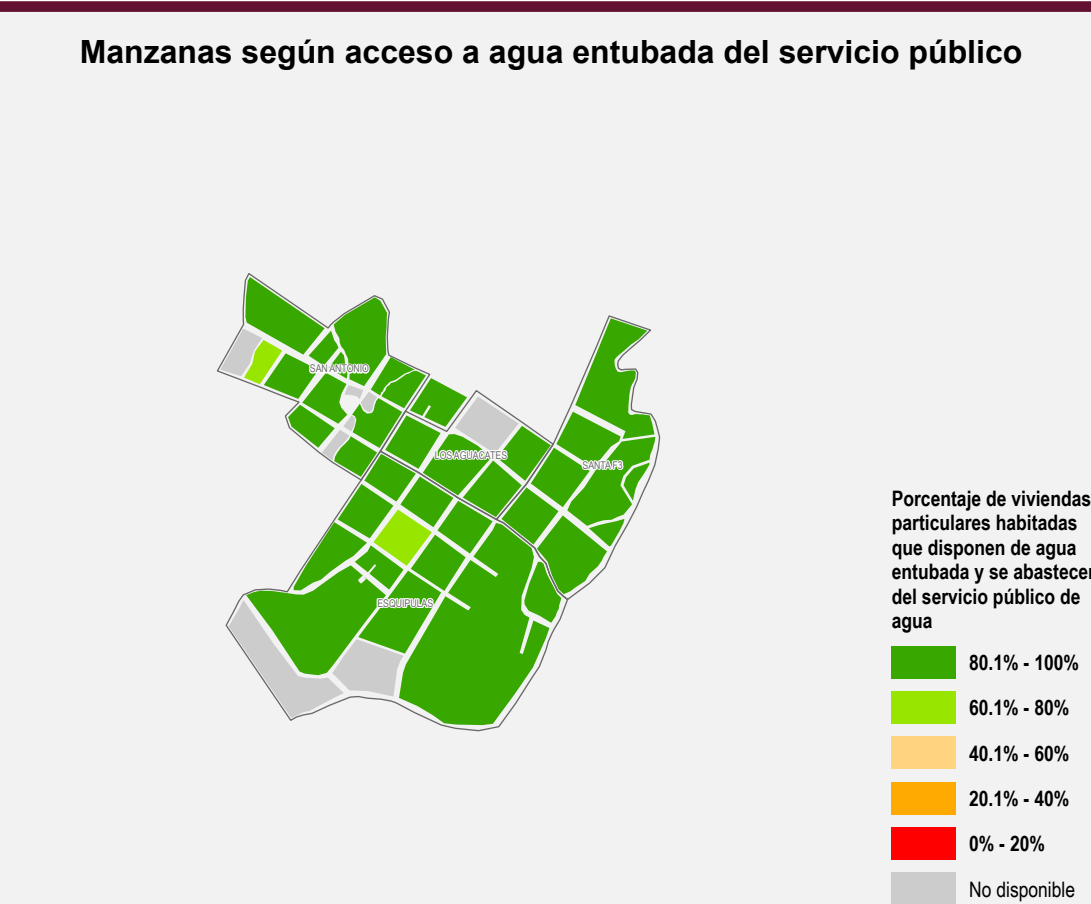 Manzanas según acceso a agua entubada del servicio público
SAN ANTONIO
LOS AGUACATES
SANTA F3
ESQUIPULAS
Porcentaje de viviendas
particulares habitadas
que disponen de agua
entubada y se abastecen
del servicio público de
agua
80.1% - 100%
60.1% - 80%
40.1% - 60%
20.1% - 40%
0% - 20%
No disponible